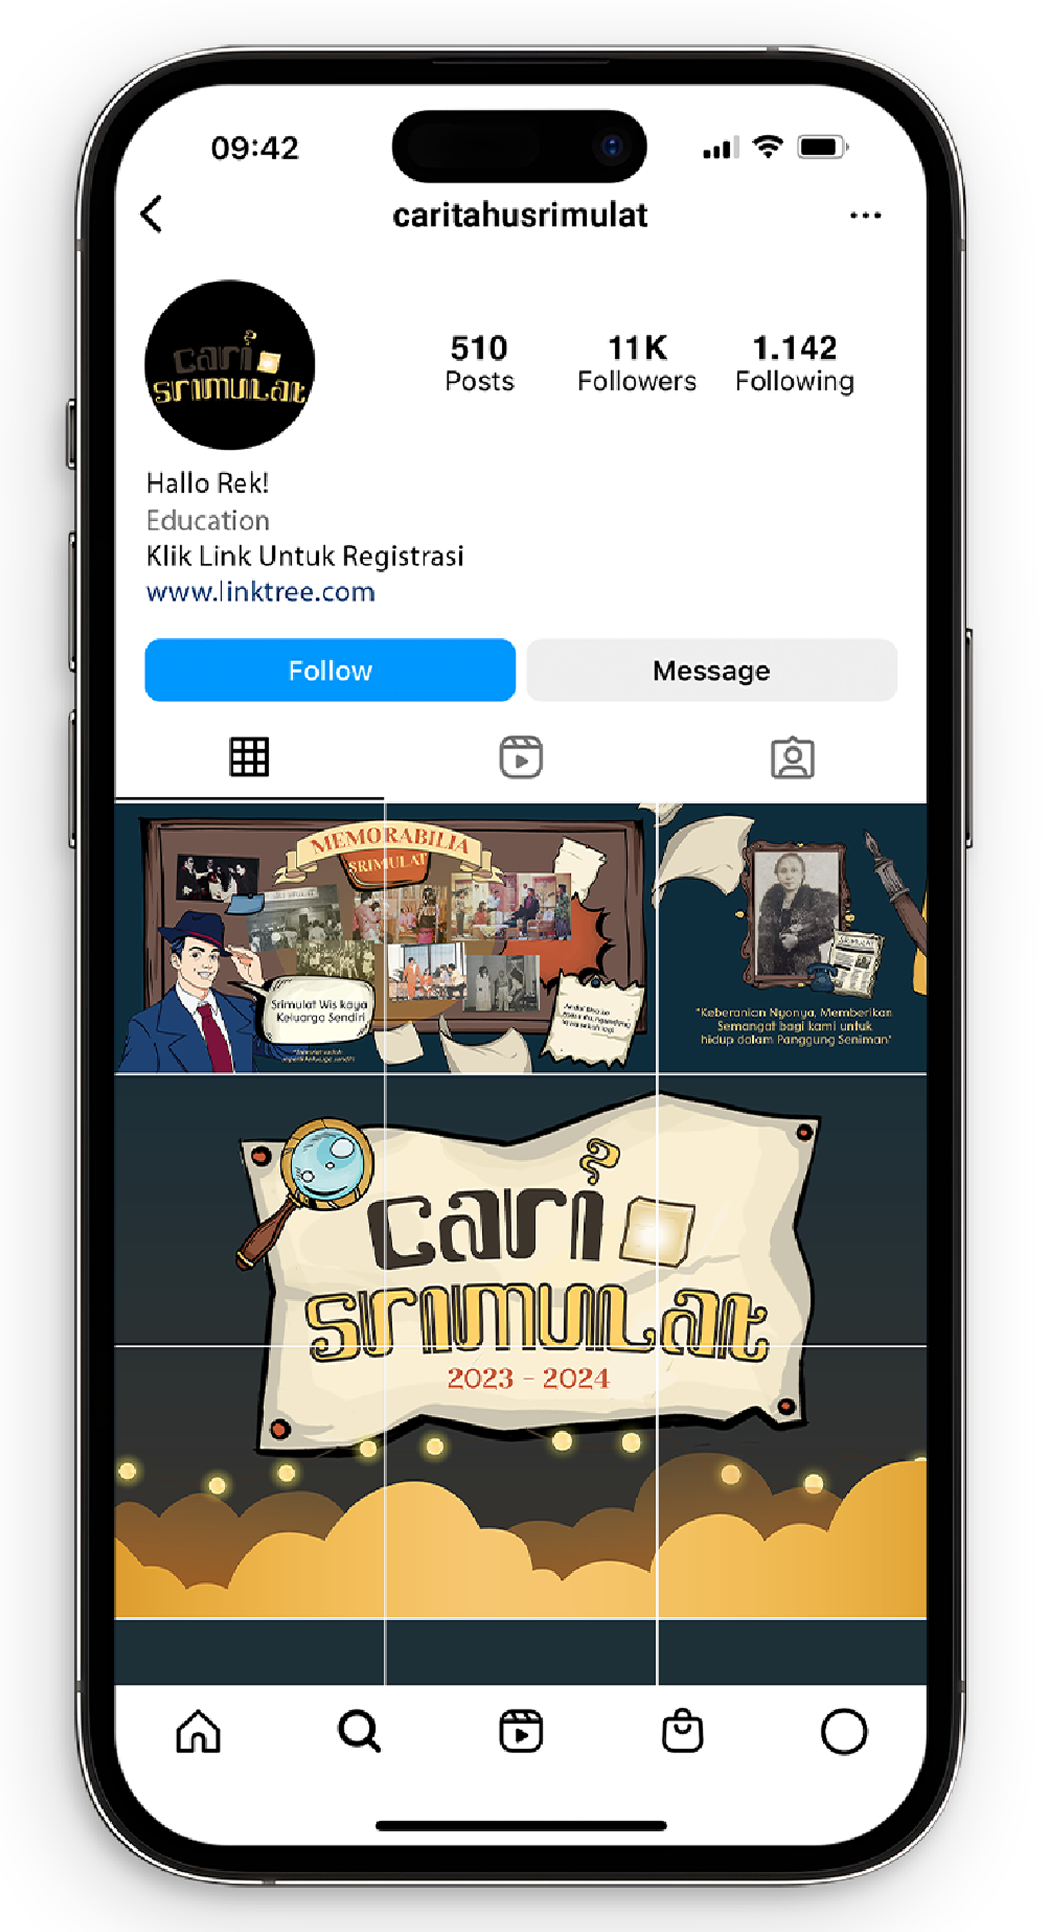 09:42
caritahusrimulat
cari
srimulat
510
Posts
11K
Followers
1.142
Following
Hallo Rek!
Education
Klik Link Untuk Registrasi
www.linktree.com
Follow
Message
MEMORABILIA
SRIMULAT
Srimulat Wis kaya
Keluarga Sendiri
SRIMULAT
"Keberanian Nyonya, Memberikan
Semangat bagi kami untuk
hidup dalam Panggung Seniman"
cari
srimulat
2023 - 2024